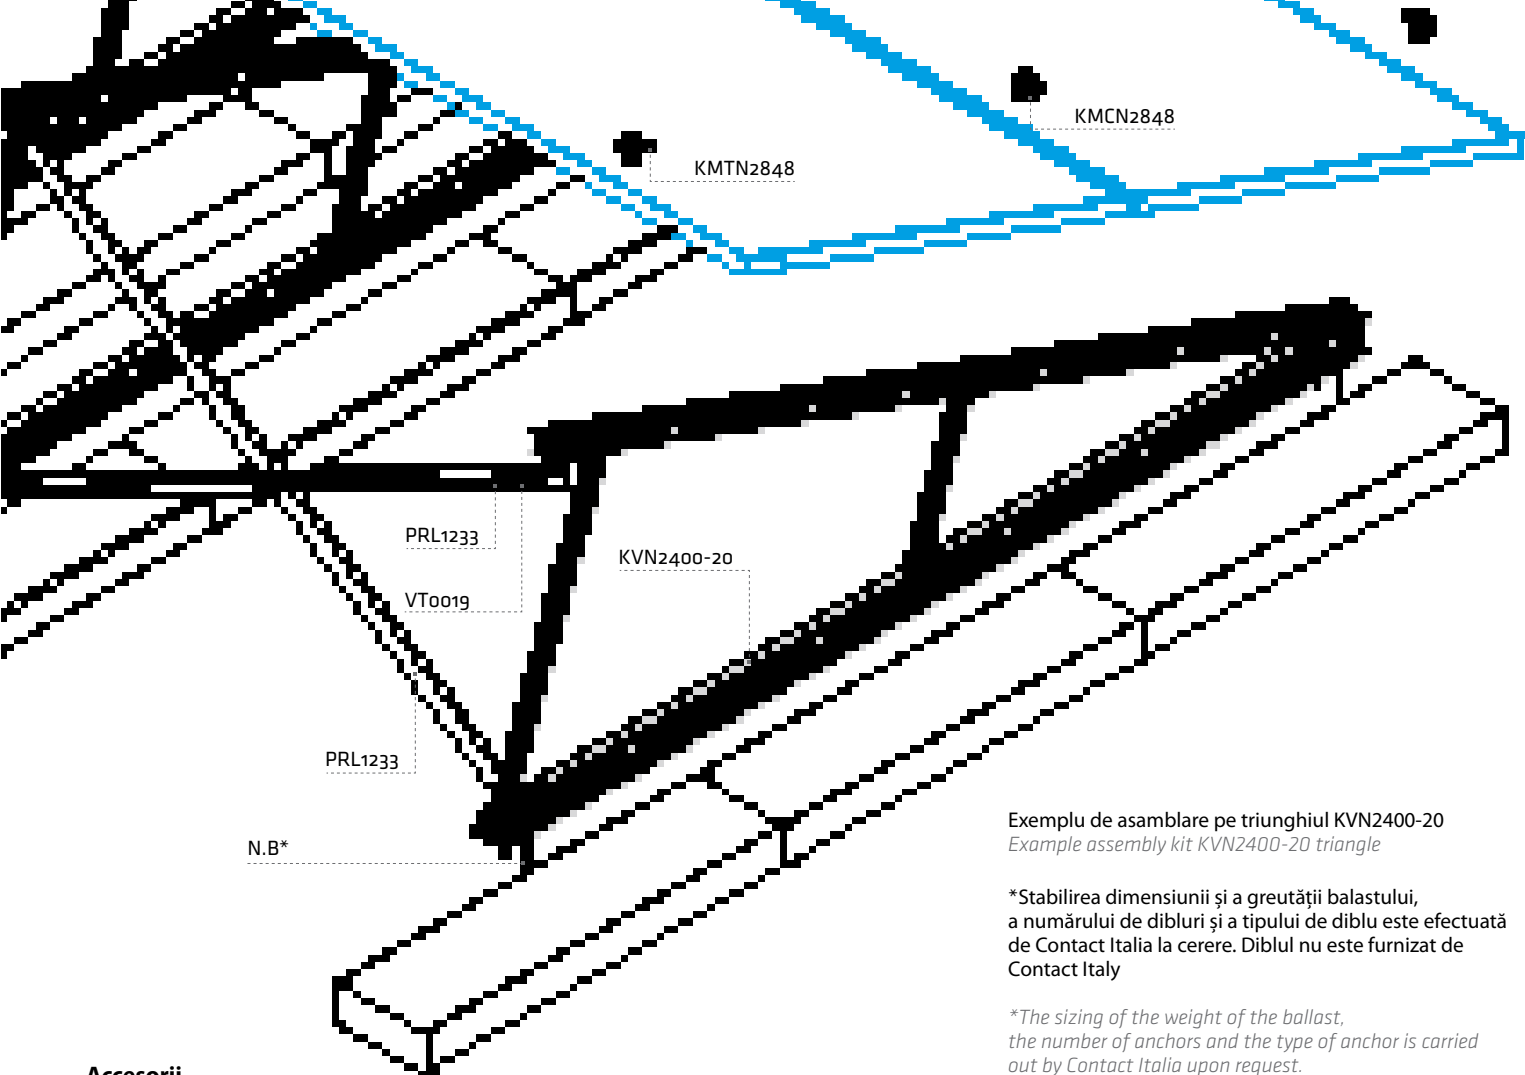 KMCN2848
KMTN2848
PRL1233
KVN2400-20
VT0019
PRL1233
N.B*
Exemplu de asamblare pe triunghiul KVN2400-20
Example assembly kit KVN2400-20 triangle
*Stabilirea dimensiunii și a greutății balastului,
a numărului de dibluri și a tipului de diblu este efectuată
de Contact Italia la cerere. Diblul nu este furnizat de
Contact Italy
*The sizing of the weight of the ballast,
the number of anchors and the type of anchor is carried
out by Contact Italia upon request.
Accesorii